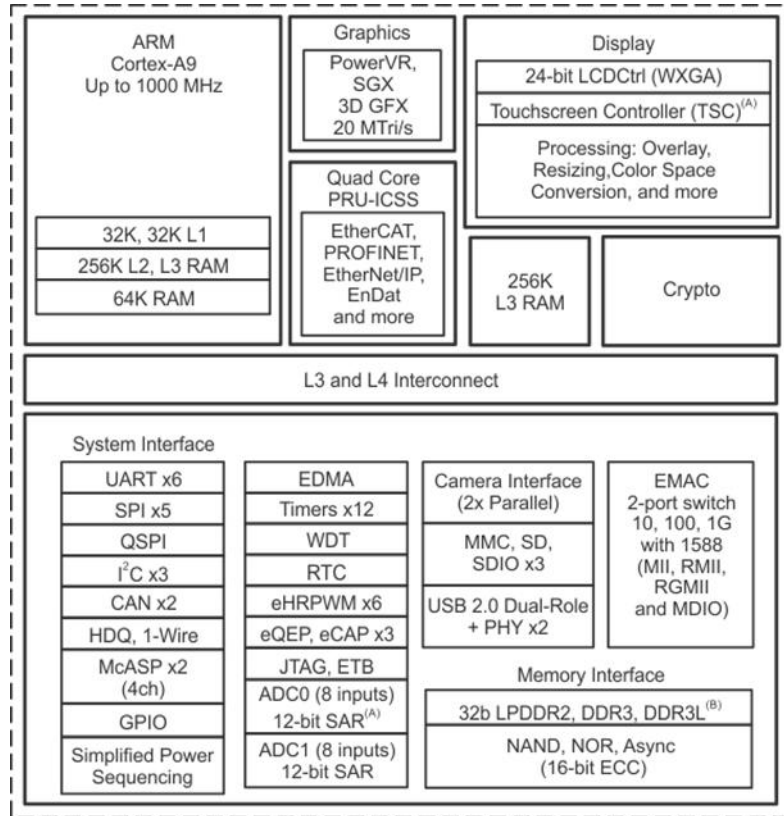 ARM
Cortex-A9
Up to 1000 MHz
32K, 32K L1
256K L2, L3 RAM
64K RAM
Graphics
PowerVR,
SGX
3D GFX
20 MTri/s
Quad Core
PRU-ICSS
EtherCAT,
PROFINET,
EtherNet/IP,
EnDat
and more
Display
24-bit LCDCtrl (WXGA)
Touchscreen Controller (TSC)(A)
Processing: Overlay,
Resizing,Color Space
Conversion, and more
256K
L3 RAM
Crypto
L3 and L4 Interconnect
System Interface
UART x6
SPI x5
QSPI
I2C x3
CAN x2
HDQ, 1-Wire
McASP x2
(4ch)
GPIO
Simplified Power
Sequencing
EDMA
Timers x12
WDT
RTC
eHRPWM x6
eQEP, eCAP x3
JTAG, ETB
ADC0 (8 inputs)
12-bit SAR(A)
ADC1 (8 inputs)
12-bit SAR
Camera Interface
(2x Parallel)
MMC, SD,
SDIO x3
USB 2.0 Dual-Role
+ PHY x2
EMAC
2-port switch
10, 100, 1G
with 1588
(MII, RMII,
RGMII
and MDIO)
Memory Interface
32b LPDDR2, DDR3, DDR3L(B)
NAND, NOR, Async
(16-bit ECC)